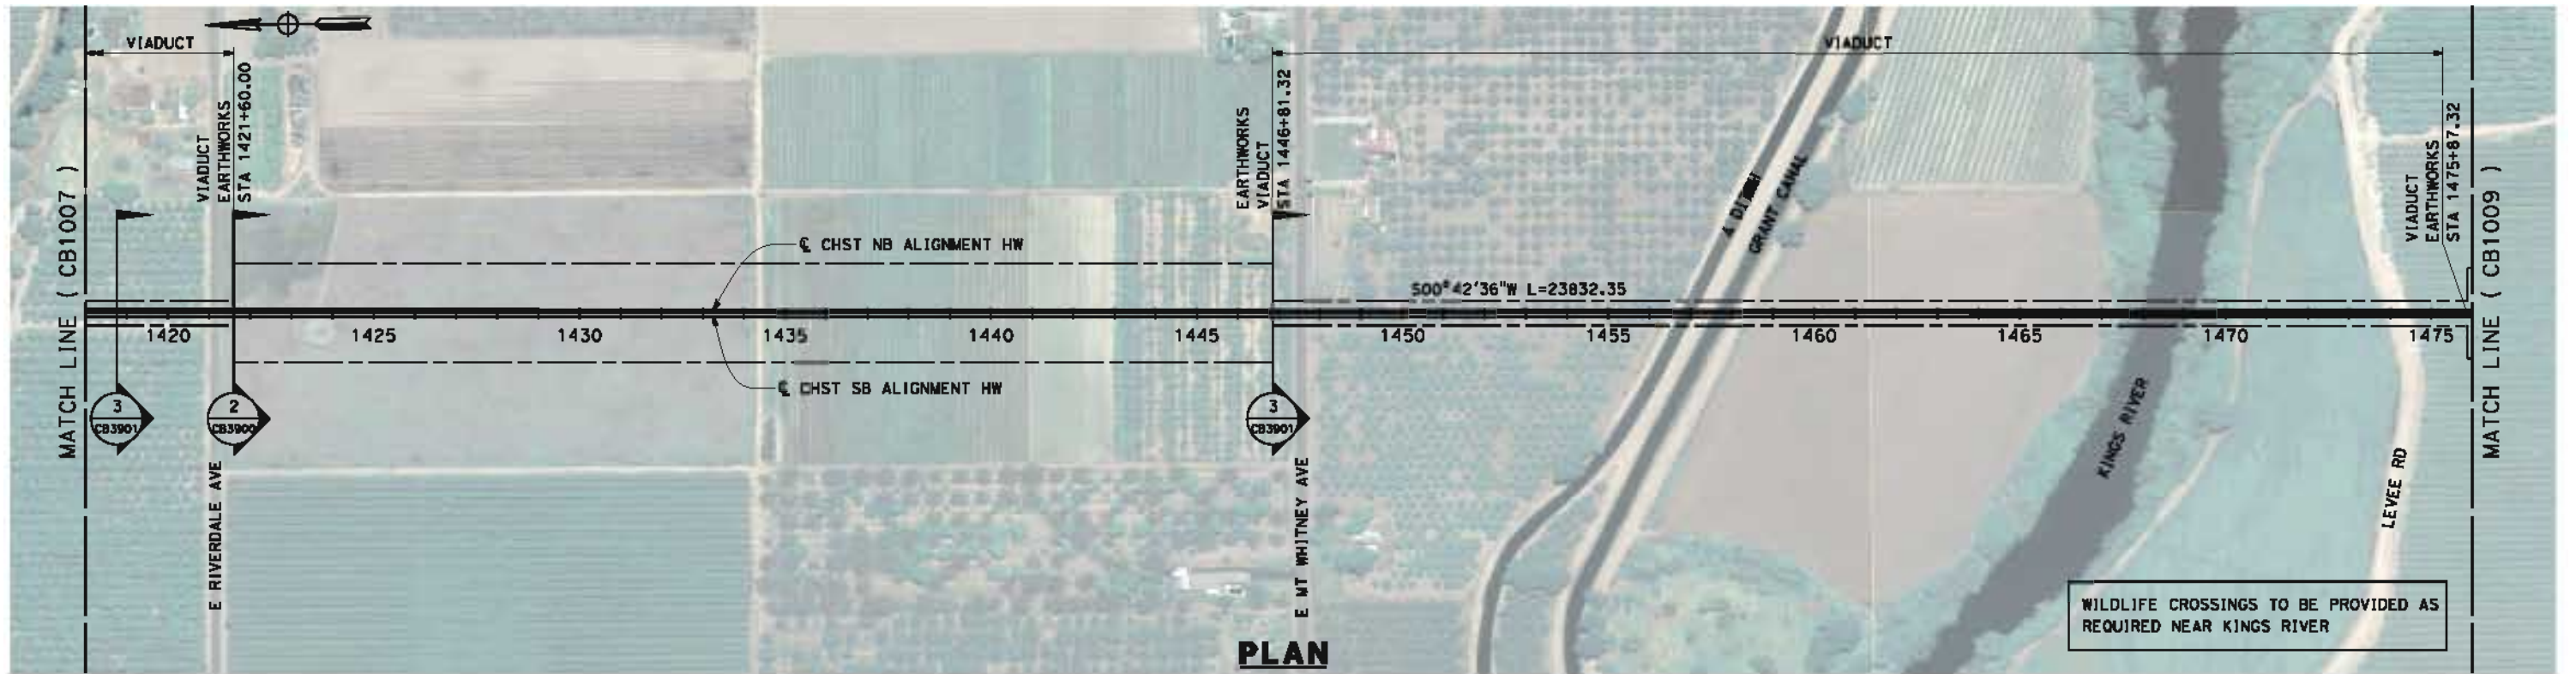 VIADUCT
VIADUCT
VIADUCT
EARTHWORKS
STA 1421+60.00
EARTHWORKS
VIADUCT
STA 1446+81.32
VIADUCT
EARTHWORKS
STA 1475+87.32
MATCH LINE ( CB1007 )
MATCH LINE ( CB1009 )
℄ CHST NB ALIGNMENT HW
℄ CHST SB ALIGNMENT HW
S00°42'36"W L=23832.35
1420 1425 1430 1435 1440 1445 1450 1455 1460 1465 1470 1475
3
CB3901
2
CB3900
3
CB3901
E RIVERDALE AVE
E MT WHITNEY AVE
A
GRANT CANAL
KINGS RIVER
LEVEE RD
WILDLIFE CROSSINGS TO BE PROVIDED AS
REQUIRED NEAR KINGS RIVER
PLAN